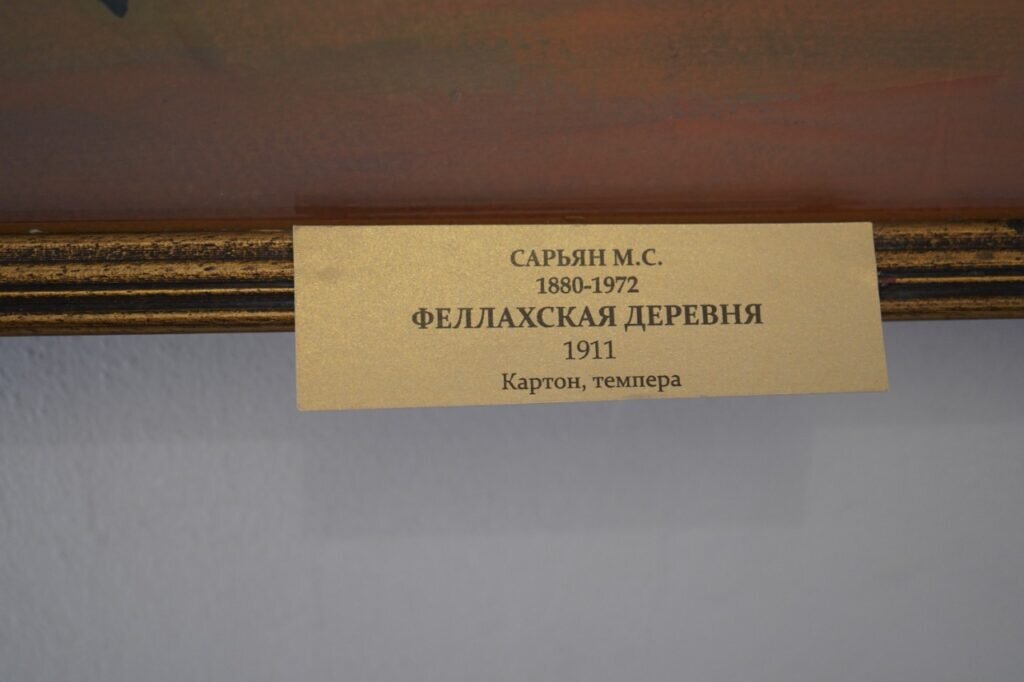 САРЬЯН М.С.
1880-1972
ФЕЛЛАХСКАЯ ДЕРЕВНЯ
1911
Картон, темпера